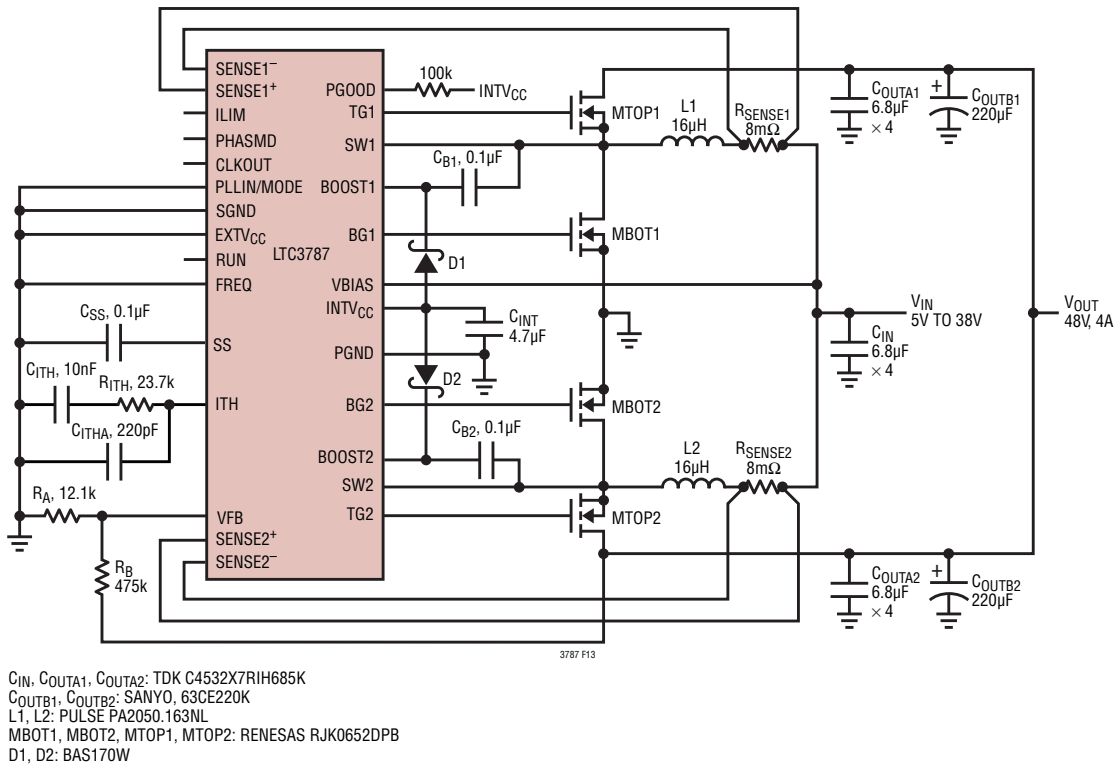 SENSE1–
SENSE1+
ILIM
PHASMD
CLKOUT
PLLIN/MODE
SGND
EXTVCC
RUN
FREQ
SS
ITH
VFB
SENSE2+
SENSE2–
LTC3787
PGOOD
TG1
SW1
BOOST1
BG1
VBIAS
INTVCC
PGND
BG2
BOOST2
SW2
TG2
100k
INTVCC
CB1, 0.1µF
D1
CINT
4.7µF
D2
CB2, 0.1µF
CSS, 0.1µF
CITH, 10nF
RITH, 23.7k
CITHA, 220pF
RA, 12.1k
RB
475k
MTOP1
MBOT1
MBOT2
MTOP2
L1
16µH
RSENSE1
8mΩ
L2
16µH
RSENSE2
8mΩ
COUTA1
6.8µF
× 4
+
COUTB1
220µF
VIN
5V TO 38V
CIN
6.8µF
× 4
VOUT
48V, 4A
COUTA2
6.8µF
× 4
+
COUTB2
220µF
3787 F13
CIN, COUTA1, COUTA2: TDK C4532X7RIH685K
COUTB1, COUTB2: SANYO, 63CE220K
L1, L2: PULSE PA2050.163NL
MBOT1, MBOT2, MTOP1, MTOP2: RENESAS RJK0652DPB
D1, D2: BAS170W